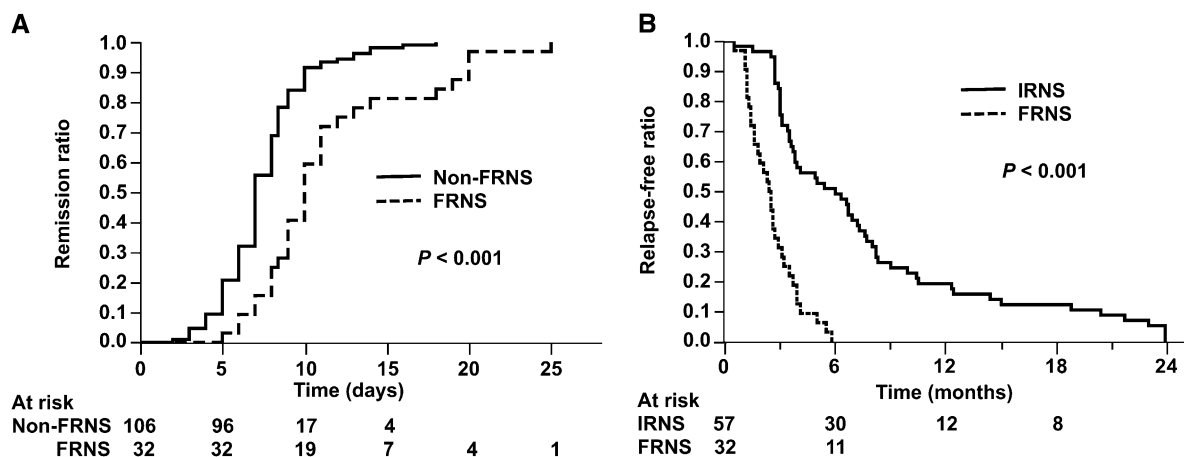 A
1.0
0.9
0.8
0.7
0.6
0.5
0.4
0.3
0.2
0.1
0.0
Remission ratio
Non-FRNS
FRNS
P < 0.001
0 5 10 15 20 25
Time (days)
At risk
Non-FRNS 106 96 17 4
FRNS 32 32 19 7 4 1
B
1.0
0.9
0.8
0.7
0.6
0.5
0.4
0.3
0.2
0.1
0.0
Relapse-free ratio
IRNS
FRNS
P < 0.001
0 6 12 18 24
Time (months)
At risk
IRNS 57 30 12 8
FRNS 32 11